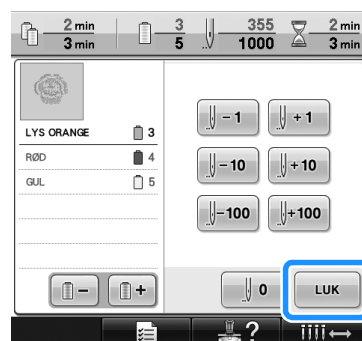 2 min 3 355 2 min
3 min 5 1000 3 min
LYS ORANGE 3
RØD 4
GUL 5
-1 +1
-10 +10
-100 +100
- + 0 LUK
?